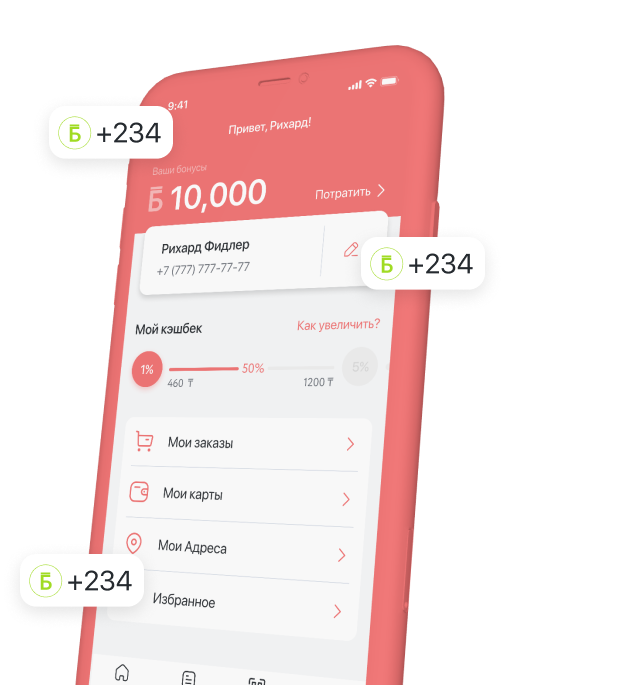 9:41
Привет, Рихард!
Б +234
Ваши бонусы
Б 10,000
Потратить
Рихард Фидлер
+7 (777) 777-77-77
Б +234
Мой кэшбек
Как увеличить?
1%
50%
5%
460 ₸
1200 ₸
Мои заказы
Мои карты
Мои Адреса
Б +234
Избранное